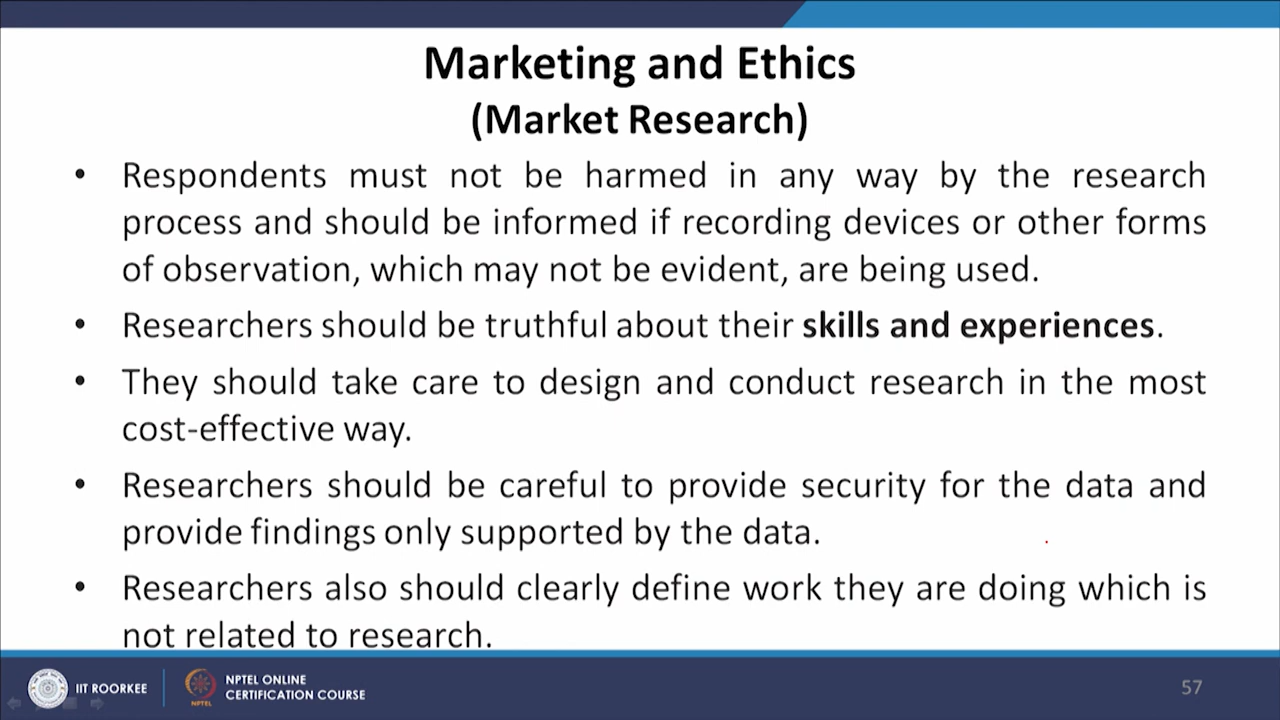 Marketing and Ethics
(Market Research)
• Respondents must not be harmed in any way by the research
process and should be informed if recording devices or other forms
of observation, which may not be evident, are being used.
• Researchers should be truthful about their skills and experiences.
• They should take care to design and conduct research in the most
cost-effective way.
• Researchers should be careful to provide security for the data and
provide findings only supported by the data.
• Researchers also should clearly define work they are doing which is
not related to research.
IIT ROORKEE
NPTEL
NPTEL ONLINE
CERTIFICATION COURSE
57